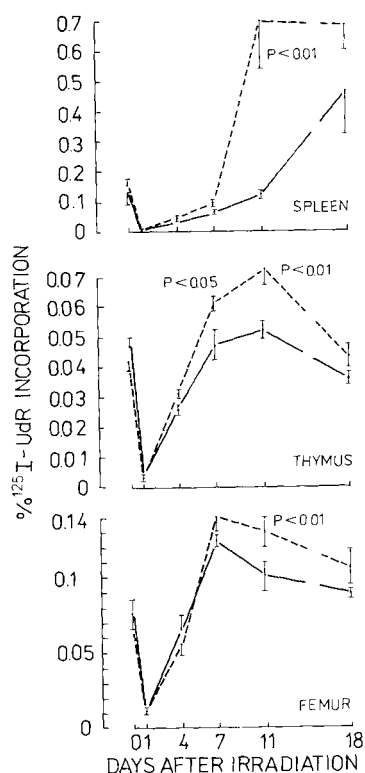 0.7
0.6
0.5
0.4
0.3
0.2
0.1
0
P<0.01
SPLEEN
% 125I-UdR INCORPORATION
0.07
0.06
0.05
0.04
0.03
0.02
0.01
0
P<0.05
P<0.01
THYMUS
0.14
0.1
0.05
0
P<0.01
FEMUR
0 1 4 7 11 18
DAYS AFTER IRRADIATION